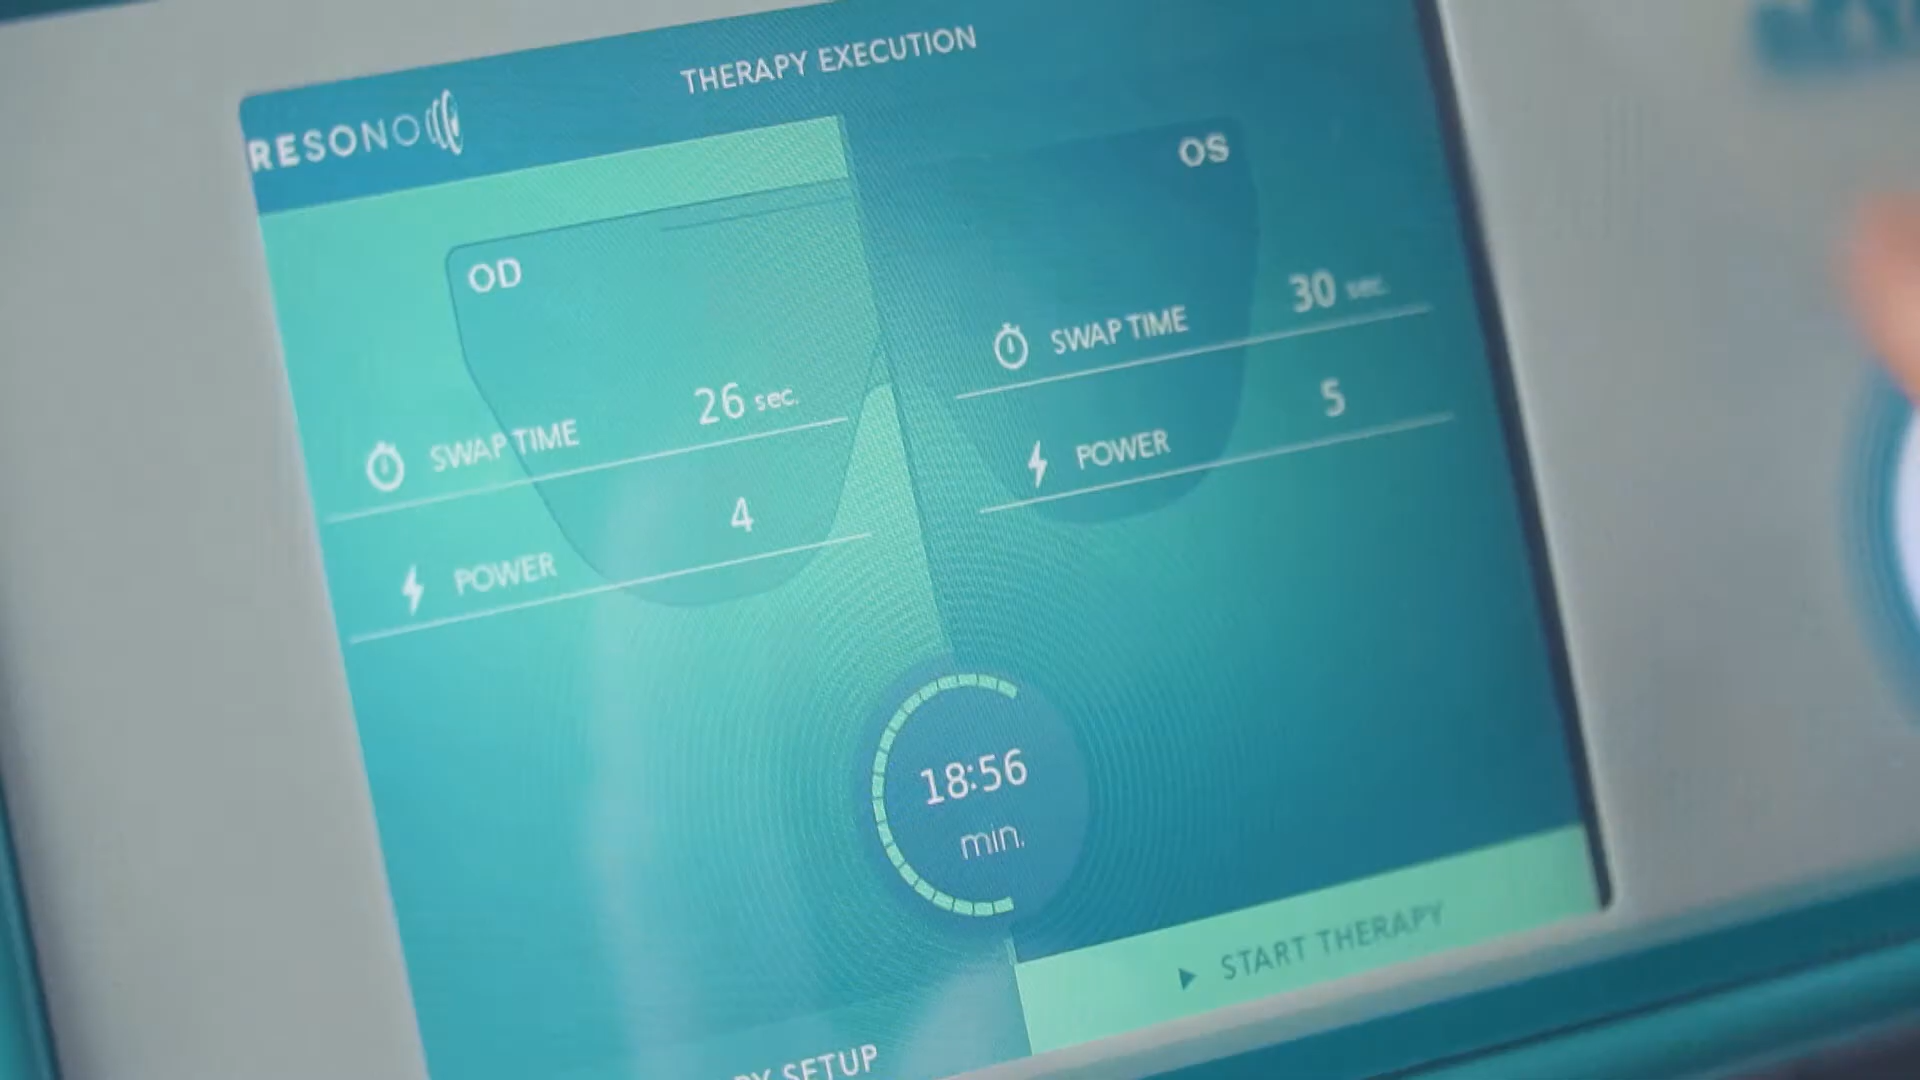 THERAPY EXECUTION
RESONO
OD
SWAP TIME 26 sec.
POWER 4
OS
SWAP TIME 30 sec.
POWER 5
18:56
min.
START THERAPY
SETUP